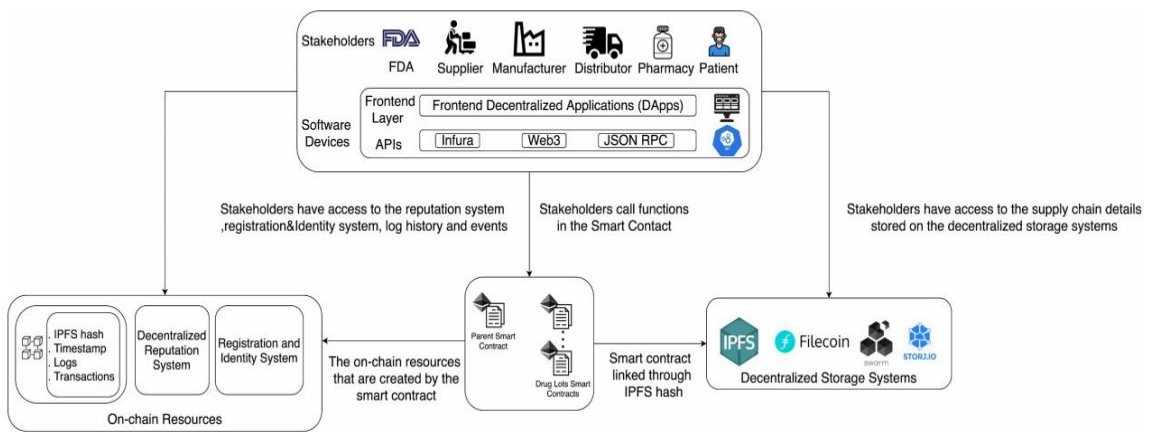 Stakeholders
FDA
FDA
Supplier
Manufacturer
Distributor
Pharmacy
Patient
Software
Devices
Frontend
Layer
Frontend Decentralized Applications (DApps)
APIs
Infura
Web3
JSON RPC
Stakeholders have access to the reputation system
,registration&Identity system, log history and events
Stakeholders call functions
in the Smart Contact
Stakeholders have access to the supply chain details
stored on the decentralized storage systems
. IPFS hash
. Timestamp
. Logs
. Transactions
Decentralized
Reputation
System
Registration and
Identity System
On-chain Resources
The on-chain resources
that are created by the
smart contract
Parent Smart
Contract
Drug Lots Smart
Contracts
Smart contract
linked through
IPFS hash
IPFS
Filecoin
swarm
STORJ.IO
Decentralized Storage Systems